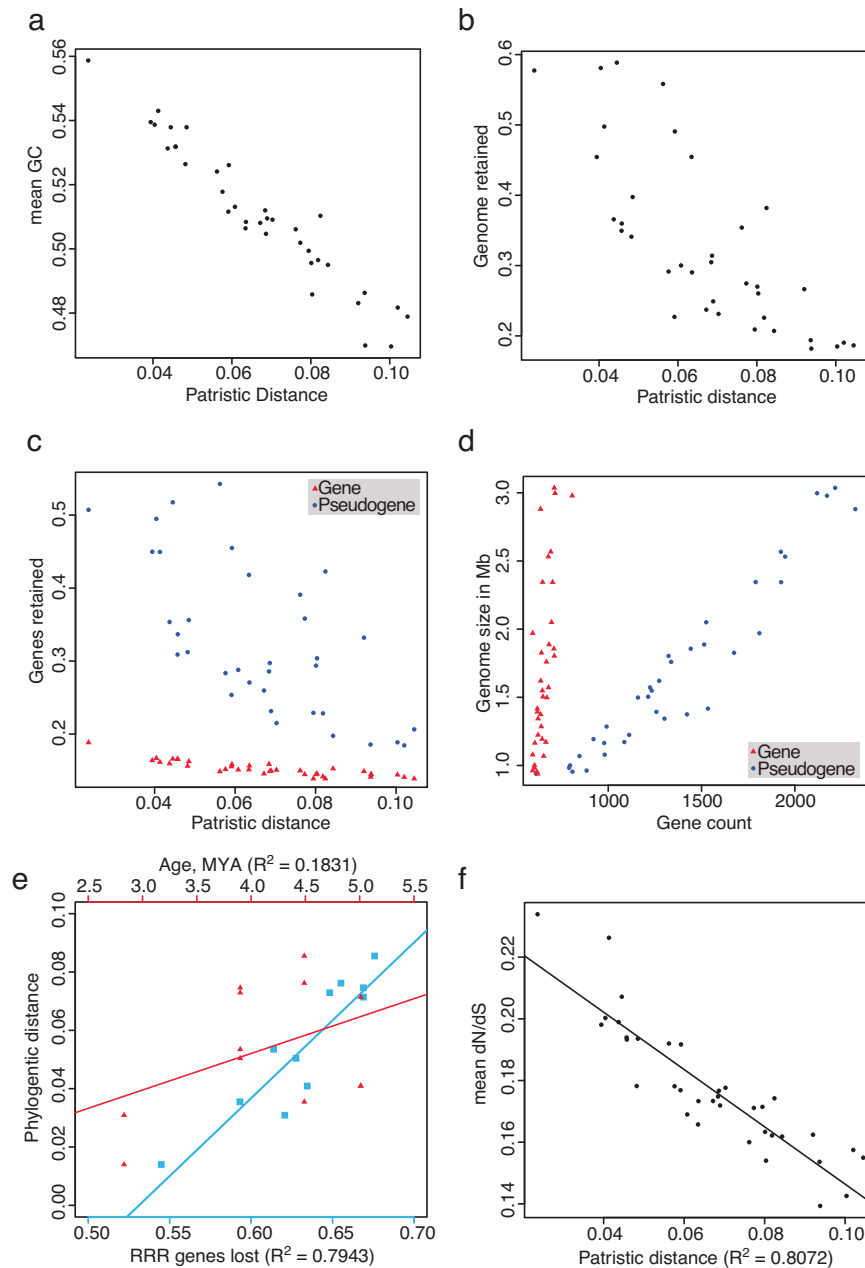 a
0.56
0.54
0.52
0.50
0.48
mean GC
0.04
0.06
0.08
0.10
Patristic Distance
b
0.6
0.5
0.4
0.3
0.2
Genome retained
0.04
0.06
0.08
0.10
Patristic distance
c
0.5
0.4
0.3
0.2
Genes retained
Gene
Pseudogene
0.04
0.06
0.08
0.10
Patristic distance
d
3.0
2.5
2.0
1.5
1.0
Genome size in Mb
Gene
Pseudogene
1000
1500
2000
Gene count
e
Age, MYA (R² = 0.1831)
2.5
3.0
3.5
4.0
4.5
5.0
5.5
0.10
0.08
0.06
0.04
0.02
0.00
Phylogentic distance
0.50
0.55
0.60
0.65
0.70
RRR genes lost (R² = 0.7943)
f
0.22
0.20
0.18
0.16
0.14
mean dN/dS
0.04
0.06
0.08
0.10
Patristic distance (R² = 0.8072)